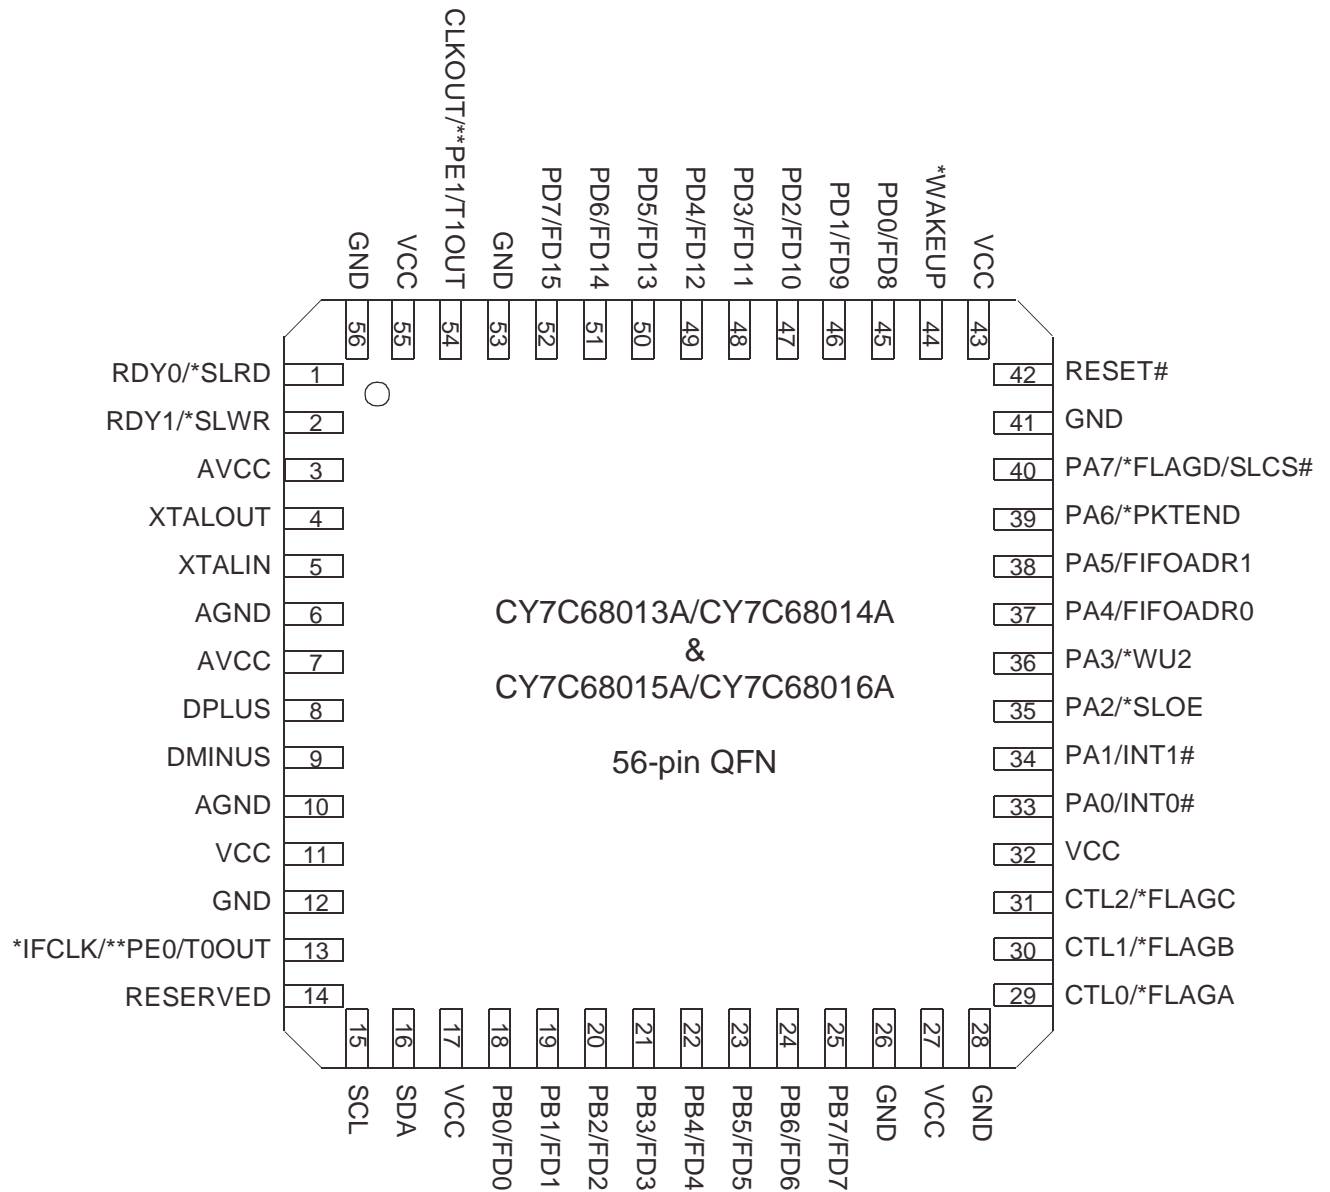 CLKOUT/**PE1/T1OUT
GND
VCC
GND
PD7/FD15
PD6/FD14
PD5/FD13
PD4/FD12
PD3/FD11
PD2/FD10
PD1/FD9
PD0/FD8
*WAKEUP
VCC
56
55
54
53
52
51
50
49
48
47
46
45
44
43
RDY0/*SLRD 1
RDY1/*SLWR 2
AVCC 3
XTALOUT 4
XTALIN 5
AGND 6
AVCC 7
DPLUS 8
DMINUS 9
AGND 10
VCC 11
GND 12
*IFCLK/**PE0/T0OUT 13
RESERVED 14
CY7C68013A/CY7C68014A
&
CY7C68015A/CY7C68016A
56-pin QFN
42 RESET#
41 GND
40 PA7/*FLAGD/SLCS#
39 PA6/*PKTEND
38 PA5/FIFOADR1
37 PA4/FIFOADR0
36 PA3/*WU2
35 PA2/*SLOE
34 PA1/INT1#
33 PA0/INT0#
32 VCC
31 CTL2/*FLAGC
30 CTL1/*FLAGB
29 CTL0/*FLAGA
15
16
17
18
19
20
21
22
23
24
25
26
27
28
SCL
SDA
VCC
PB0/FD0
PB1/FD1
PB2/FD2
PB3/FD3
PB4/FD4
PB5/FD5
PB6/FD6
PB7/FD7
GND
VCC
GND